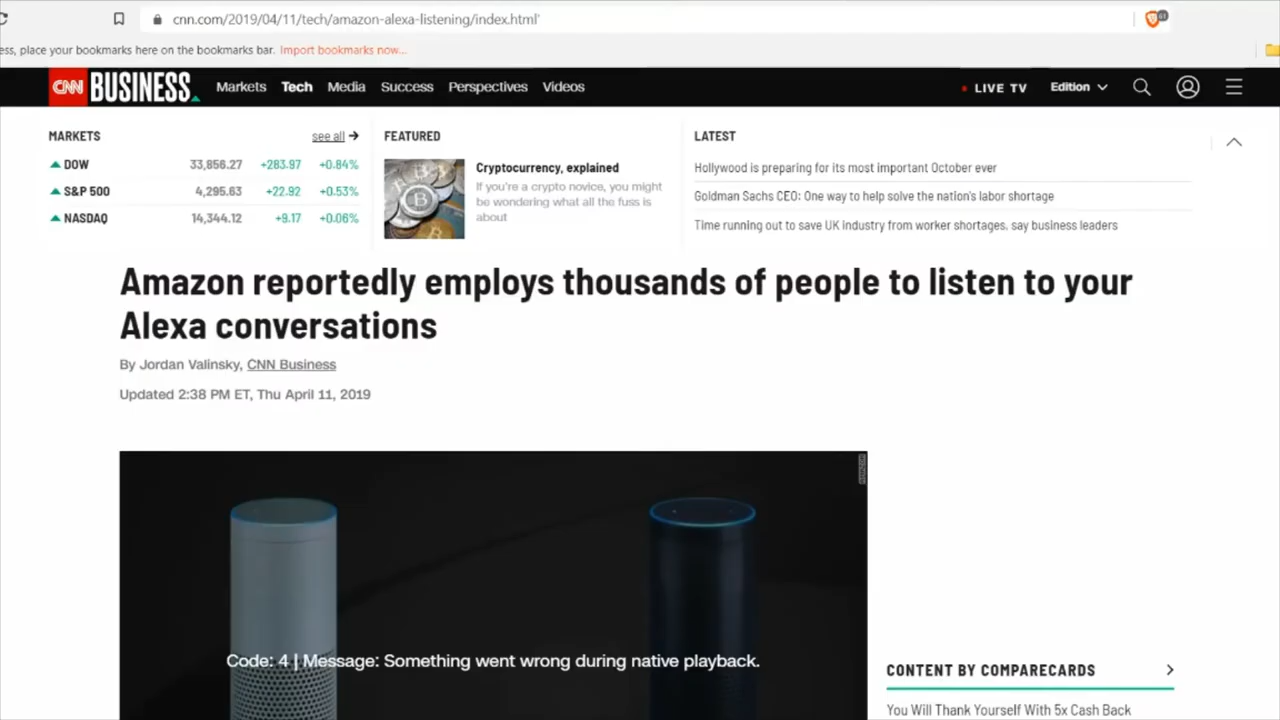 cnn.com/2019/04/11/tech/amazon-alexa-listening/index.html'
61
ess, place your bookmarks here on the bookmarks bar. Import bookmarks now...
CNN BUSINESS Markets Tech Media Success Perspectives Videos LIVE TV Edition
MARKETS see all
DOW 33,856.27 +283.97 +0.84%
S&P 500 4,295.63 +22.92 +0.53%
NASDAQ 14,344.12 +9.17 +0.06%
FEATURED
Cryptocurrency, explained
If you're a crypto novice, you might
be wondering what all the fuss is
about
LATEST
Hollywood is preparing for its most important October ever
Goldman Sachs CEO: One way to help solve the nation's labor shortage
Time running out to save UK industry from worker shortages, say business leaders
Amazon reportedly employs thousands of people to listen to your
Alexa conversations
By Jordan Valinsky, CNN Business
Updated 2:38 PM ET, Thu April 11, 2019
AMAZON
Code: 4 | Message: Something went wrong during native playback.
CONTENT BY COMPARECARDS
You Will Thank Yourself With 5x Cash Back